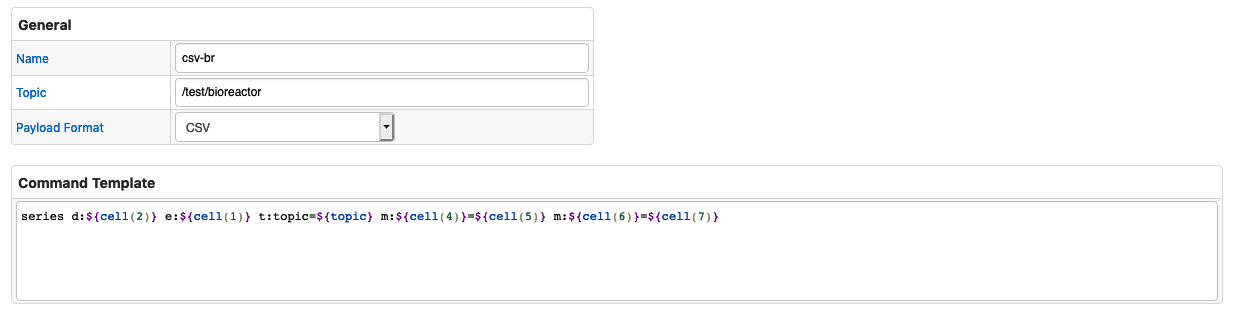 General
Name csv-br
Topic /test/bioreactor
Payload Format CSV
Command Template
series d:${cell(2)} e:${cell(1)} t:topic=${topic} m:${cell(4)}=${cell(5)} m:${cell(6)}=${cell(7)}